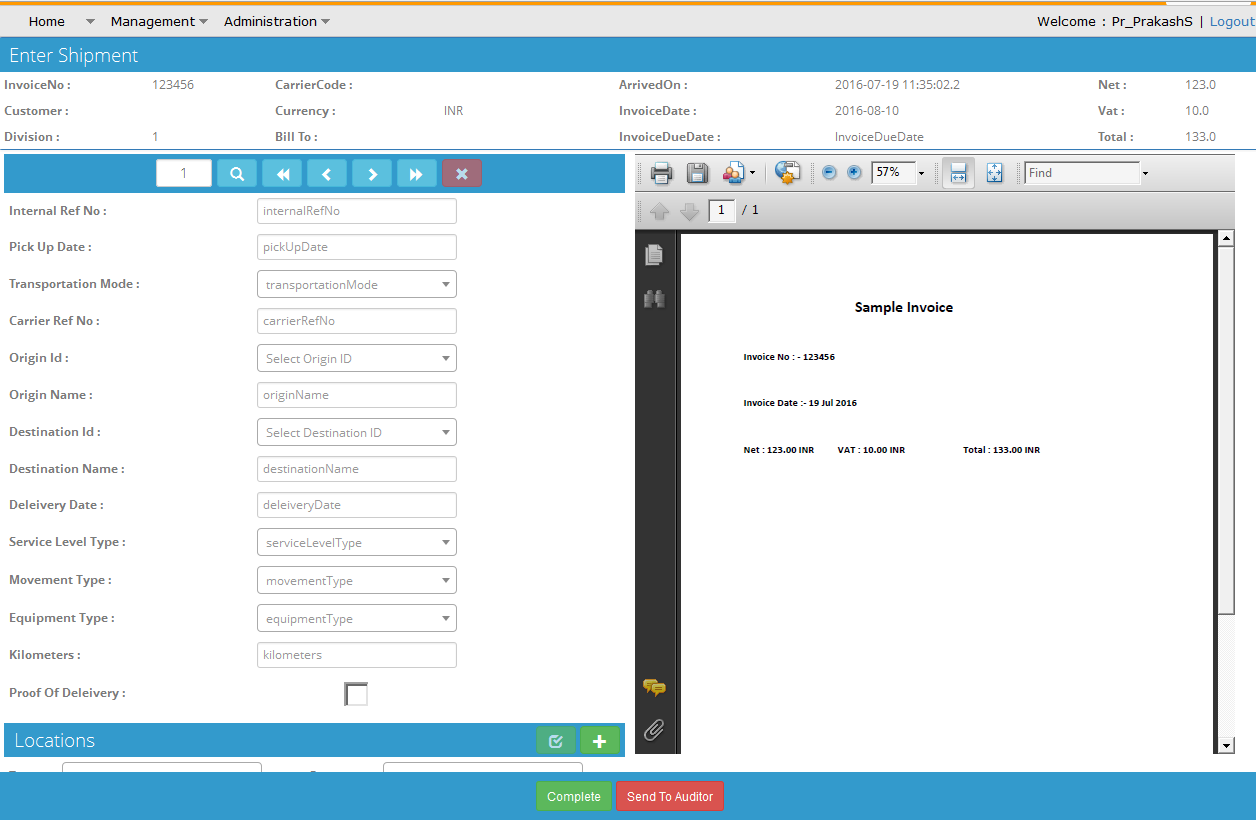 Home Management Administration Welcome : Pr_PrakashS | Logout
Enter Shipment
InvoiceNo : 123456 CarrierCode : ArrivedOn : 2016-07-19 11:35:02.2 Net : 123.0
Customer : Currency : INR InvoiceDate : 2016-08-10 Vat : 10.0
Division : 1 Bill To : InvoiceDueDate : InvoiceDueDate Total : 133.0
1
Internal Ref No : internalRefNo
Pick Up Date : pickUpDate
Transportation Mode : transportationMode
Carrier Ref No : carrierRefNo
Origin Id : Select Origin ID
Origin Name : originName
Destination Id : Select Destination ID
Destination Name : destinationName
Deleivery Date : deleiveryDate
Service Level Type : serviceLevelType
Movement Type : movementType
Equipment Type : equipmentType
Kilometers : kilometers
Proof Of Deleivery :
Locations
57% Find
1 / 1
Sample Invoice
Invoice No : - 123456
Invoice Date :- 19 Jul 2016
Net : 123.00 INR VAT : 10.00 INR Total : 133.00 INR
Complete Send To Auditor